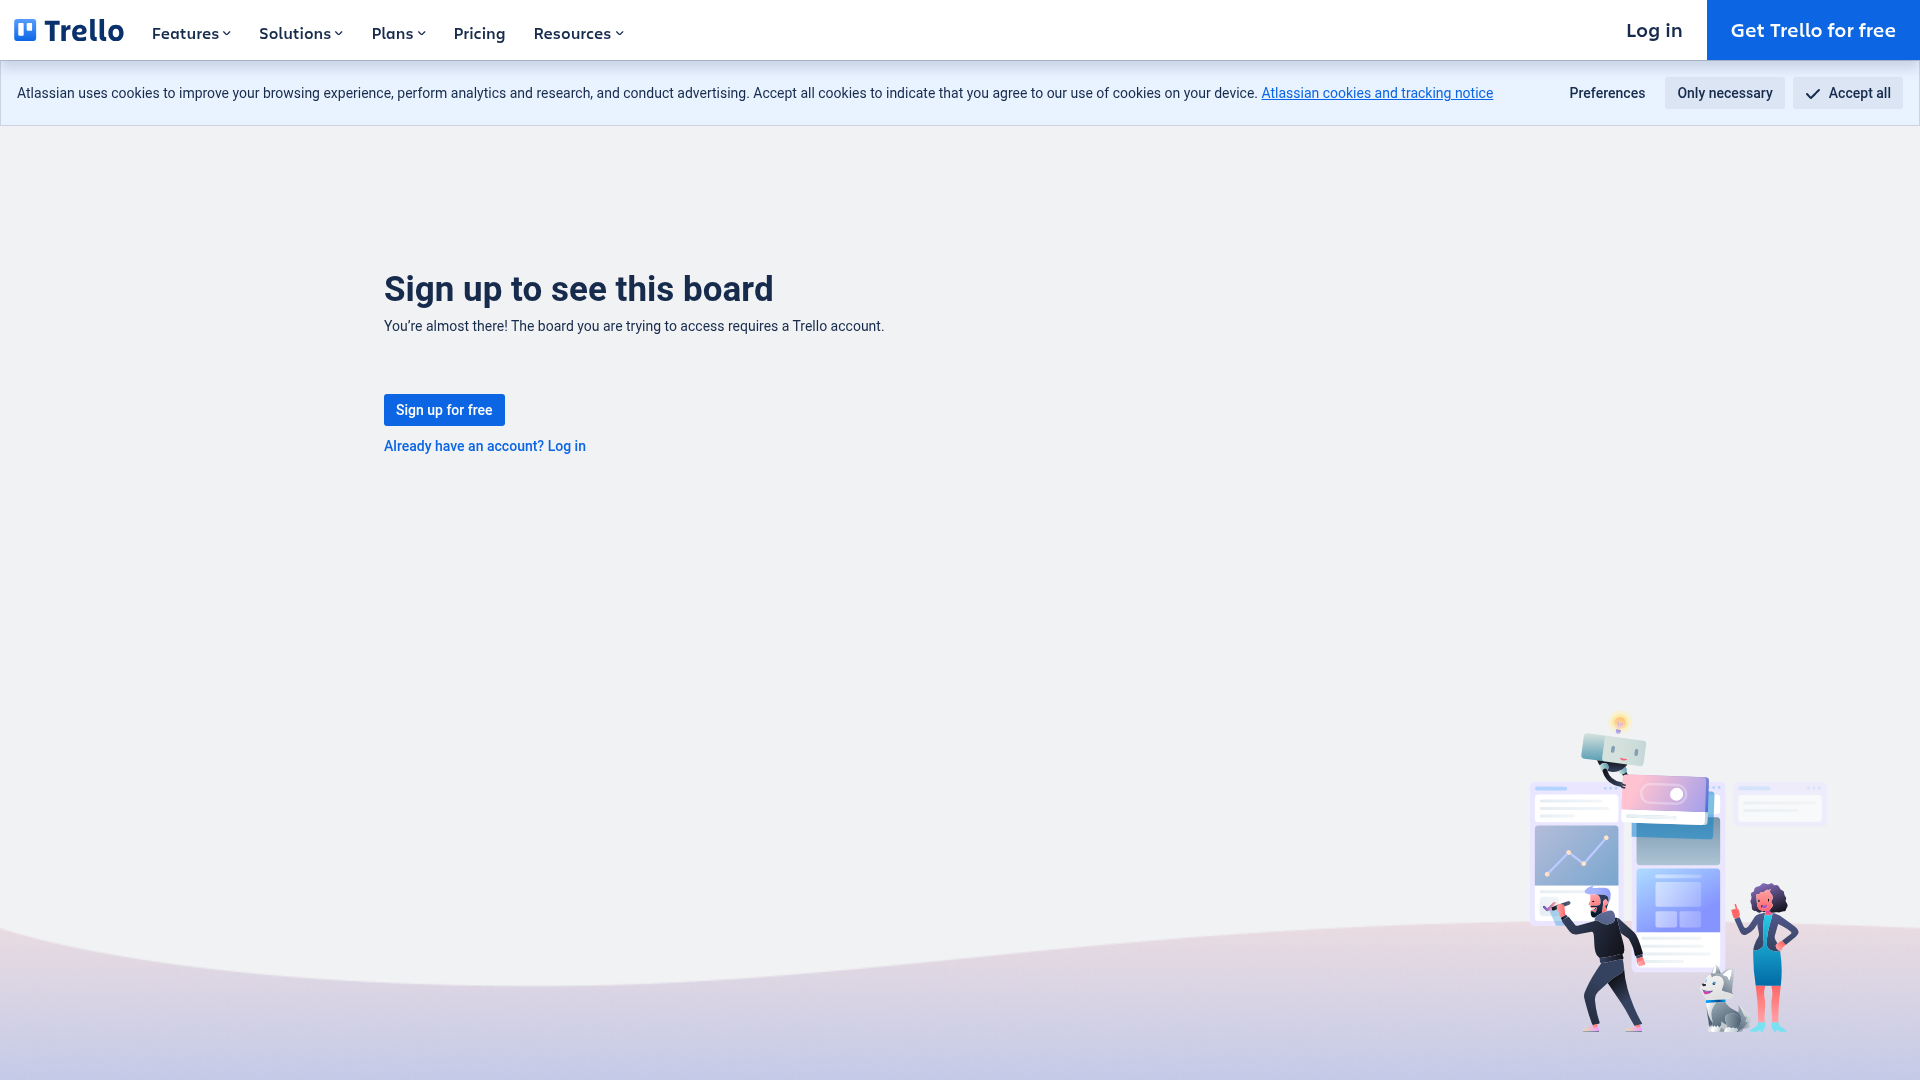 Trello
Features
Solutions
Plans
Pricing
Resources
Log in
Get Trello for free
Atlassian uses cookies to improve your browsing experience, perform analytics and research, and conduct advertising. Accept all cookies to indicate that you agree to our use of cookies on your device. Atlassian cookies and tracking notice
Preferences
Only necessary
Accept all
Sign up to see this board
You’re almost there! The board you are trying to access requires a Trello account.
Sign up for free
Already have an account? Log in